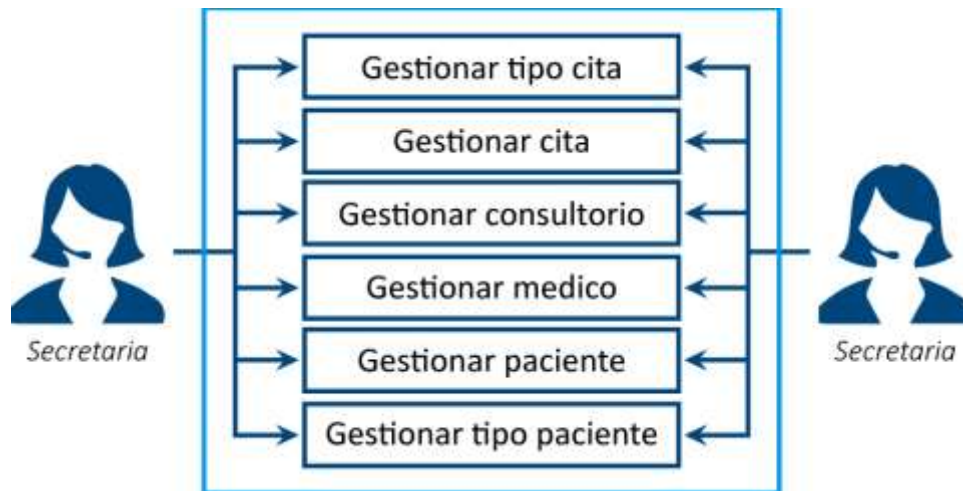 Gestionar tipo cita
Gestionar cita
Gestionar consultorio
Gestionar medico
Gestionar paciente
Gestionar tipo paciente
Secretaria
Secretaria